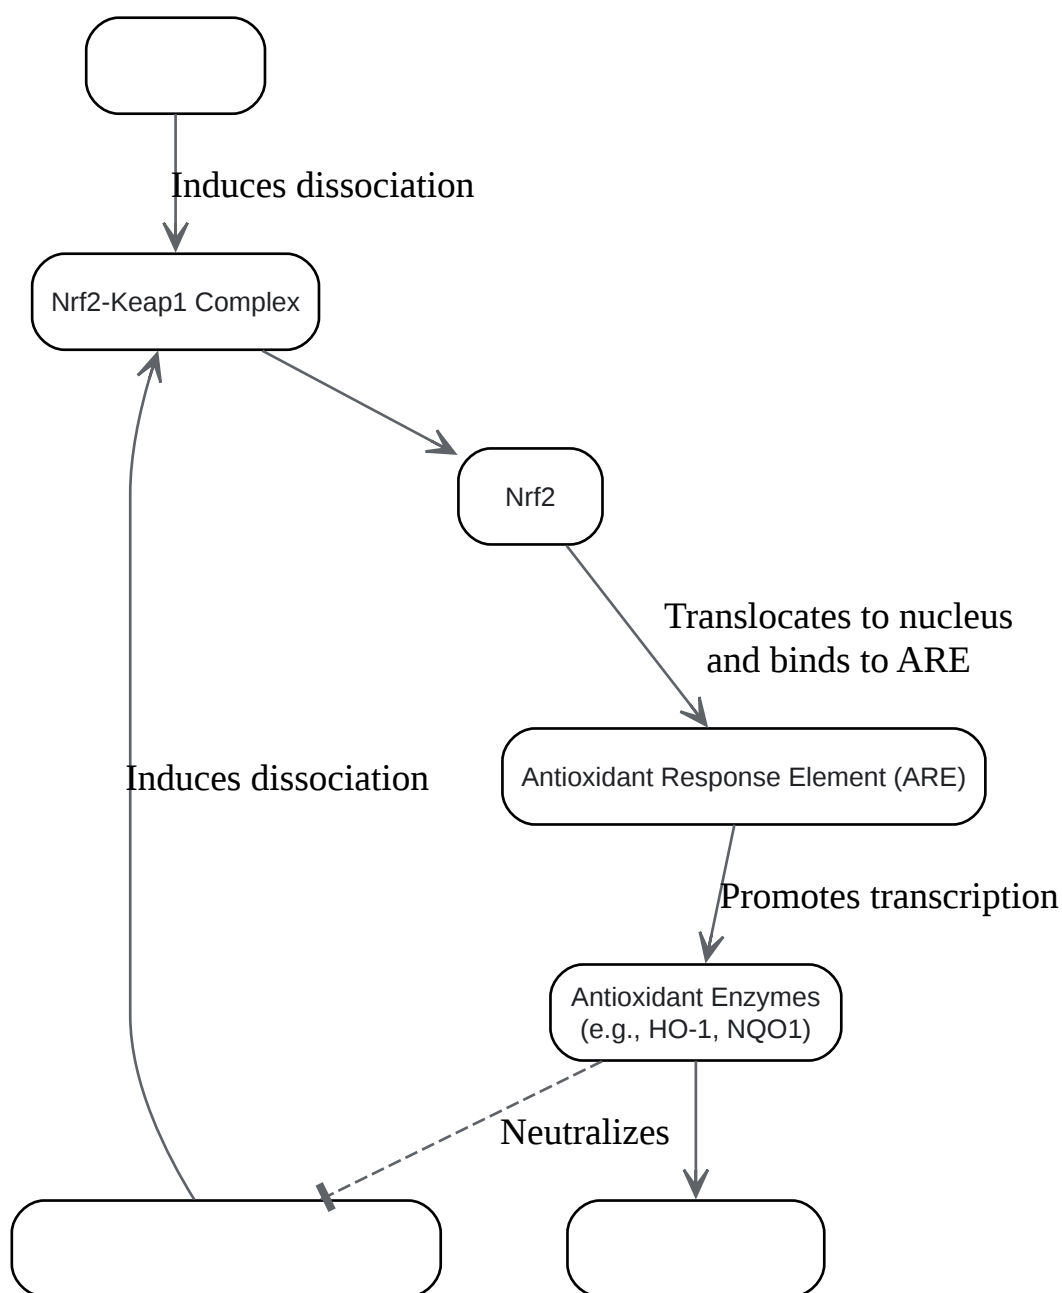 Induces dissociation
Nrf2-Keap1 Complex
Nrf2
Translocates to nucleus
and binds to ARE
Induces dissociation
Antioxidant Response Element (ARE)
Promotes transcription
Antioxidant Enzymes
(e.g., HO-1, NQO1)
Neutralizes